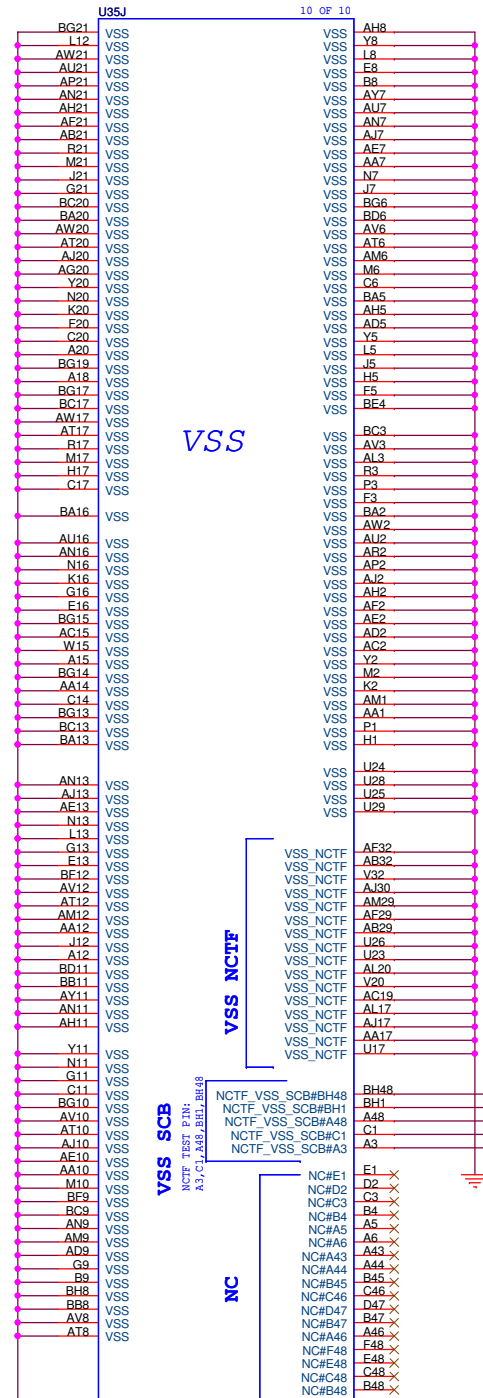 U35J 10 OF 10
BG21 VSS VSS AH8
L12 VSS VSS Y8
AW21 VSS VSS L8
AU21 VSS VSS E8
AP21 VSS VSS B8
AN21 VSS VSS AY7
AH21 VSS VSS AU7
AF21 VSS VSS AN7
AB21 VSS VSS AJ7
R21 VSS VSS AE7
M21 VSS VSS AA7
J21 VSS VSS N7
G21 VSS VSS J7
BC20 VSS VSS BG6
BA20 VSS VSS BD6
AW20 VSS VSS AV6
AT20 VSS VSS AT6
AJ20 VSS VSS AM6
AG20 VSS VSS M6
Y20 VSS VSS C6
N20 VSS VSS BA5
K20 VSS VSS AH5
F20 VSS VSS AD5
C20 VSS VSS Y5
A20 VSS VSS L5
BG19 VSS VSS J5
A18 VSS VSS H5
BG17 VSS VSS F5
BC17 VSS VSS BE4
AW17 VSS
AT17 VSS VSS BC3
R17 VSS VSS AV3
M17 VSS VSS AL3
H17 VSS VSS R3
C17 VSS VSS P3
VSS F3
BA16 VSS VSS BA2
VSS AW2
AU16 VSS VSS AU2
AN16 VSS VSS AR2
N16 VSS VSS AP2
K16 VSS VSS AJ2
G16 VSS VSS AH2
E16 VSS VSS AF2
BG15 VSS VSS AE2
AC15 VSS VSS AD2
W15 VSS VSS AC2
A15 VSS VSS Y2
BG14 VSS VSS M2
AA14 VSS VSS K2
C14 VSS VSS AM1
BG13 VSS VSS AA1
BC13 VSS VSS P1
BA13 VSS VSS H1
VSS
VSS U24
AN13 VSS VSS U28
AJ13 VSS VSS U25
AE13 VSS VSS U29
N13 VSS
L13 VSS
G13 VSS VSS_NCTF AF32
E13 VSS VSS_NCTF AB32
BF12 VSS VSS_NCTF V32
AV12 VSS VSS_NCTF AJ30
AT12 VSS VSS_NCTF AM29
AM12 VSS VSS_NCTF AF29
AA12 VSS VSS_NCTF AB29
J12 VSS VSS_NCTF U26
A12 VSS VSS_NCTF U23
BD11 VSS VSS_NCTF AL20
BB11 VSS VSS_NCTF V20
AY11 VSS VSS_NCTF AC19
AN11 VSS VSS_NCTF AL17
AH11 VSS VSS_NCTF AJ17
VSS_NCTF AA17
Y11 VSS VSS_NCTF U17
VSS NCTF
N11 VSS
G11 VSS
C11 VSS NCTF_VSS_SCB#BH48 BH48
BG10 VSS NCTF_VSS_SCB#BH1 BH1
AV10 VSS NCTF_VSS_SCB#A48 A48
AT10 VSS NCTF_VSS_SCB#C1 C1
AJ10 VSS NCTF_VSS_SCB#A3 A3
VSS SCB
NCTF TEST PIN:
A3,C1,A48,BH1,BH48
AE10 VSS
AA10 VSS NC#E1 E1
M10 VSS NC#D2 D2
BF9 VSS NC#C3 C3
BC9 VSS NC#B4 B4
AN9 VSS NC#A5 A5
AM9 VSS NC#A6 A6
AD9 VSS NC#A43 A43
G9 VSS NC#A44 A44
B9 VSS NC#B45 B45
BH8 VSS NC#C46 C46
BB8 VSS NC#D47 D47
AV8 VSS NC#B47 B47
AT8 VSS NC#A46 A46
NC#F48 F48
NC#E48 E48
NC#C48 C48
NC#B48 B48
NC